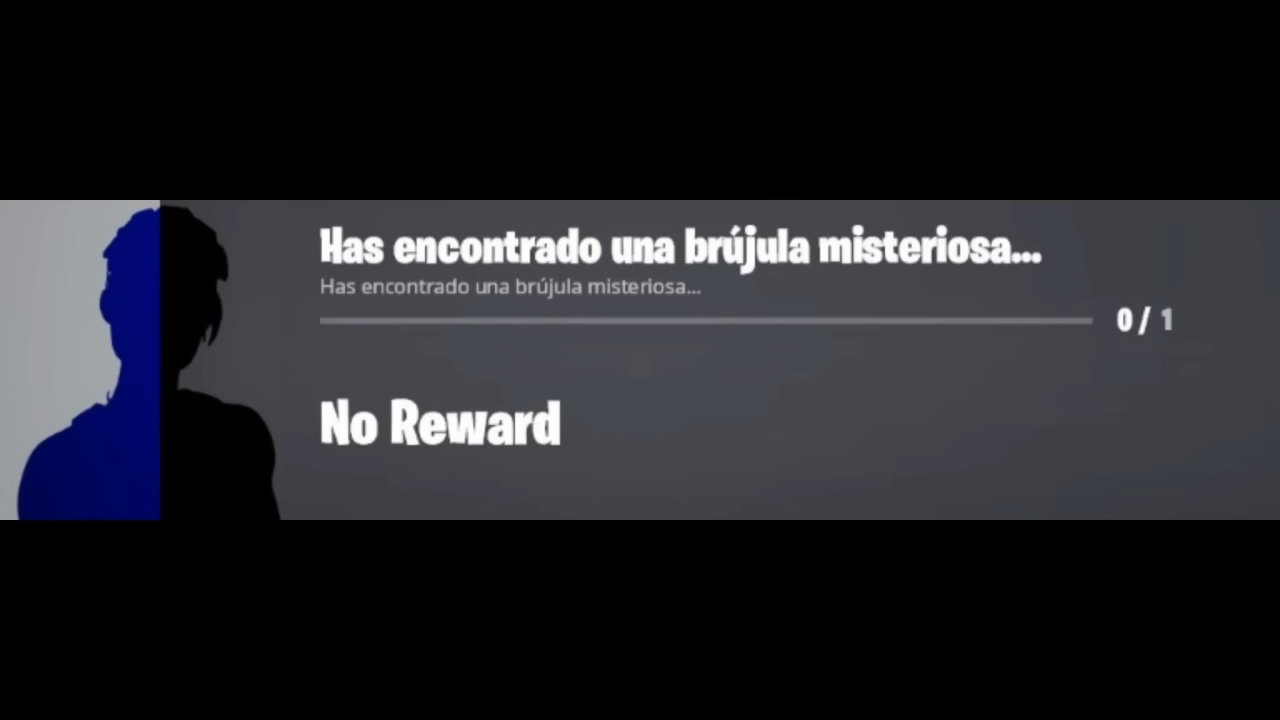 Has encontrado una brújula misteriosa...
Has encontrado una brújula misteriosa...
0 / 1
No Reward